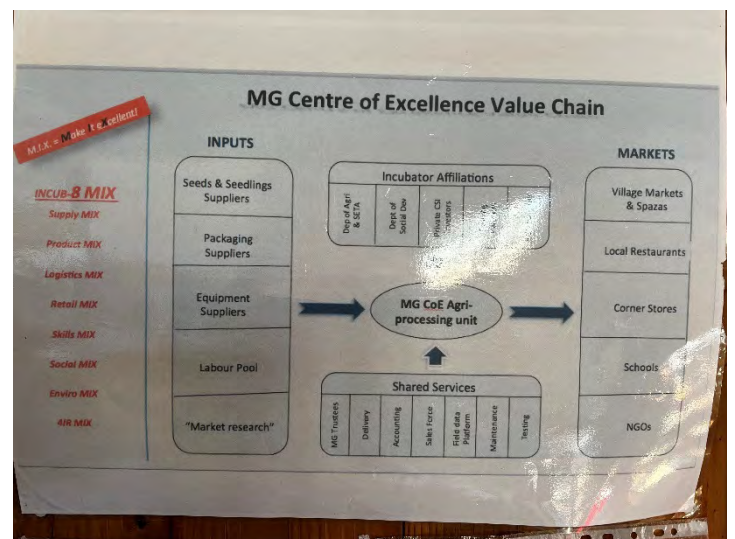 MG Centre of Excellence Value Chain
M.I.X. = Make it eXcellent!
INCUB-8 MIX
Supply MIX
Product MIX
Logistics MIX
Retail MIX
Skills MIX
Social MIX
Enviro MIX
4IR MIX
INPUTS
Seeds & Seedlings
Suppliers
Packaging
Suppliers
Equipment
Suppliers
Labour Pool
"Market research"
Incubator Affiliations
Dep of Agri
& SETA
Dept of
Social Dev
Private CSI
Investors
MG CoE Agri-
processing unit
Shared Services
MG Trustees
Delivery
Accounting
Sales Force
Field data
Platform
Maintenance
Testing
MARKETS
Village Markets
& Spazas
Local Restaurants
Corner Stores
Schools
NGOs